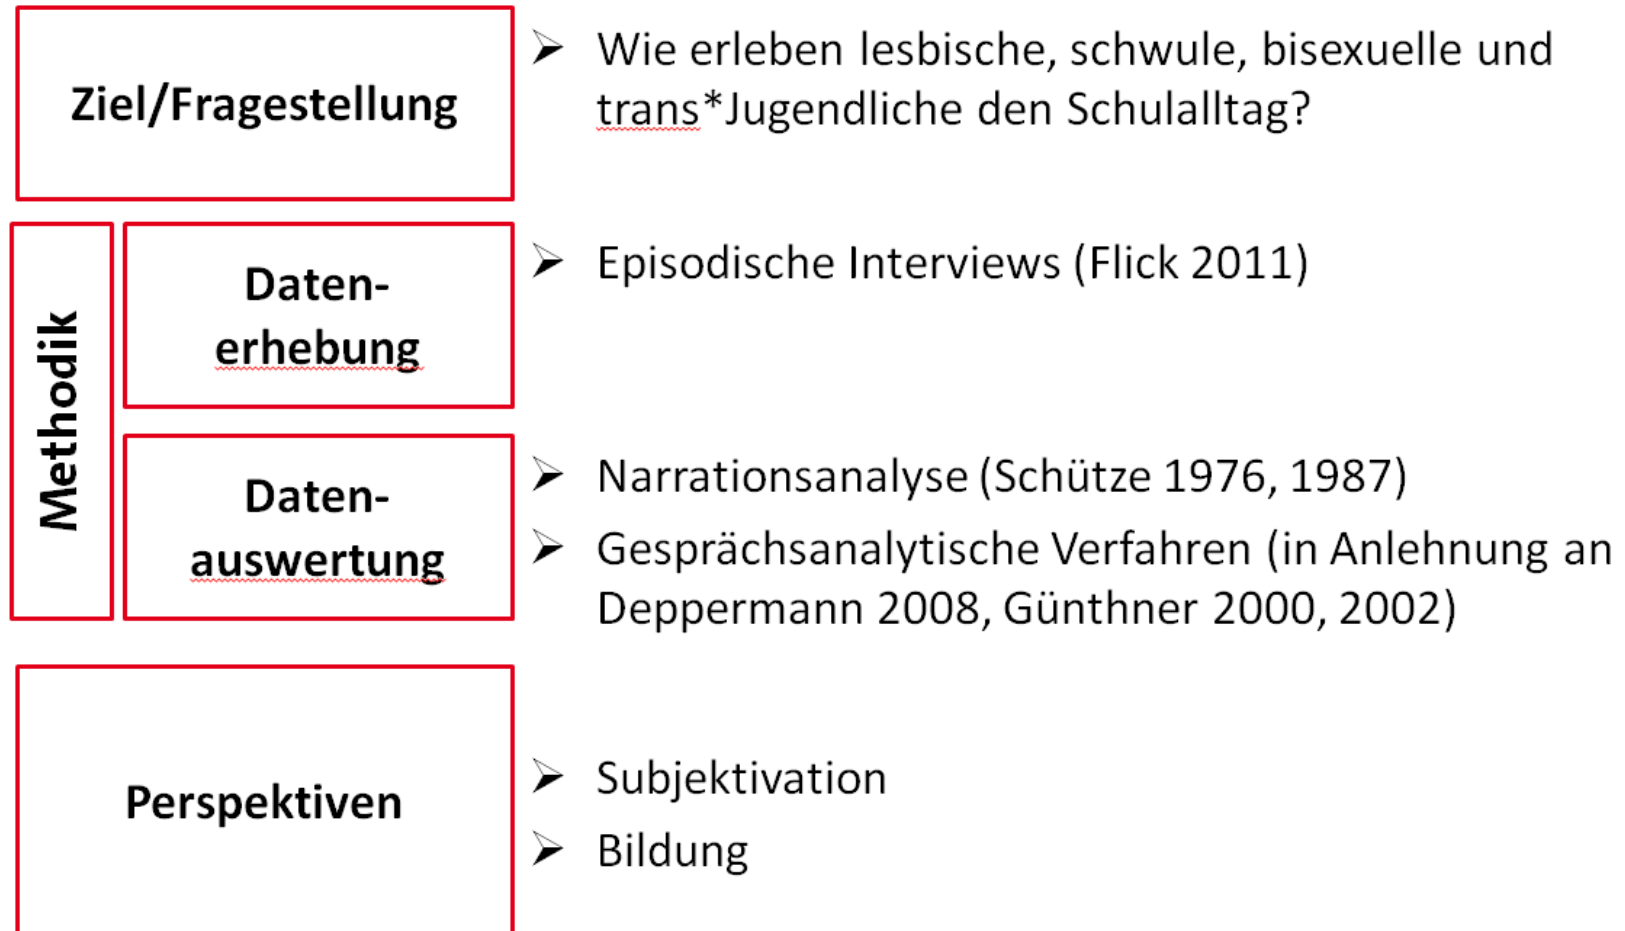 Ziel/Fragestellung
➢ Wie erleben lesbische, schwule, bisexuelle und
trans*Jugendliche den Schulalltag?
Methodik
Daten-
erhebung
➢ Episodische Interviews (Flick 2011)
Daten-
auswertung
➢ Narrationsanalyse (Schütze 1976, 1987)
➢ Gesprächsanalytische Verfahren (in Anlehnung an
Deppermann 2008, Günthner 2000, 2002)
Perspektiven
➢ Subjektivation
➢ Bildung